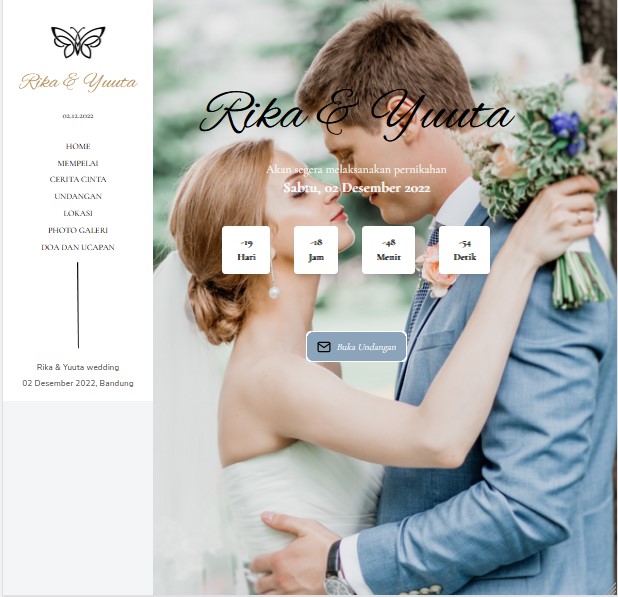 Rika & Yuuta
02.12.2022
HOME
MEMPELAI
CERITA CINTA
UNDANGAN
LOKASI
PHOTO GALERI
DOA DAN UCAPAN
Rika & Yuuta wedding
02 Desember 2022, Bandung
Rika & Yuuta
Akan segera melaksanakan pernikahan
Sabtu, 02 Desember 2022
-19 -18 -48 -54
Hari Jam Menit Detik
Buka Undangan